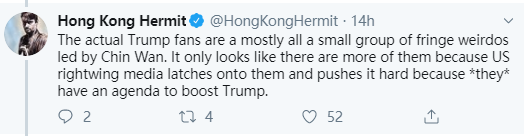 Hong Kong Hermit @HongKongHermit · 14h
The actual Trump fans are a mostly all a small group of fringe weirdos
led by Chin Wan. It only looks like there are more of them because US
rightwing media latches onto them and pushes it hard because *they*
have an agenda to boost Trump.
2 4 52